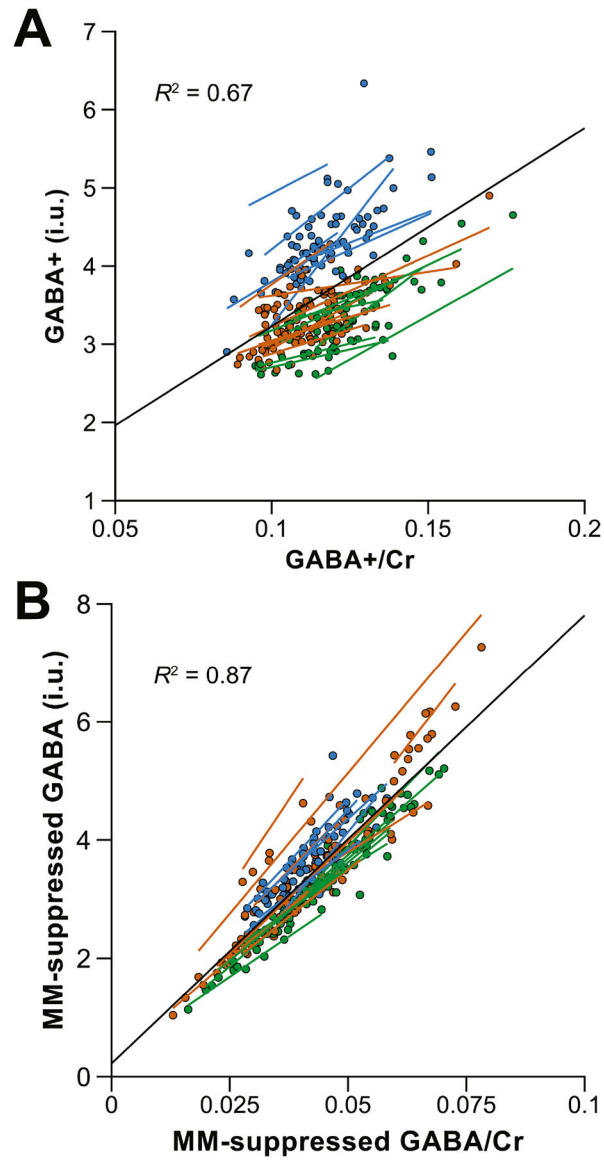 A
7
R² = 0.67
6
5
4
3
2
1
GABA+ (i.u.)
0.05
0.1
0.15
0.2
GABA+/Cr
B
8
R² = 0.87
6
4
2
0
MM-suppressed GABA (i.u.)
0
0.025
0.05
0.075
0.1
MM-suppressed GABA/Cr